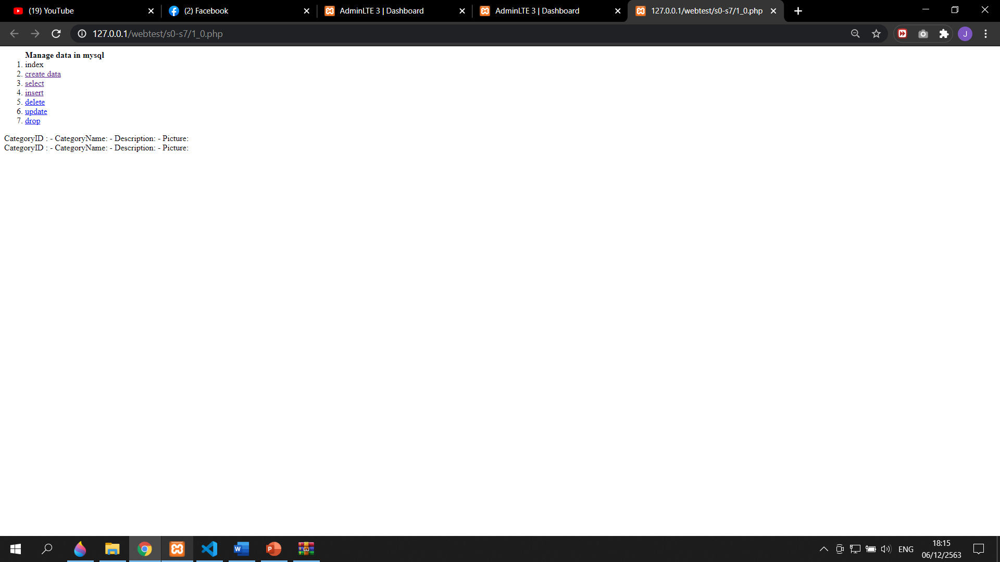 (19) YouTube
(2) Facebook
AdminLTE 3 | Dashboard
AdminLTE 3 | Dashboard
127.0.0.1/webtest/s0-s7/1_0.php
127.0.0.1/webtest/s0-s7/1_0.php
J
Manage data in mysql
1. index
2. create data
3. select
4. insert
5. delete
6. update
7. drop
CategoryID : - CategoryName: - Description: - Picture:
CategoryID : - CategoryName: - Description: - Picture:
W
P
ENG
18:15
06/12/2563